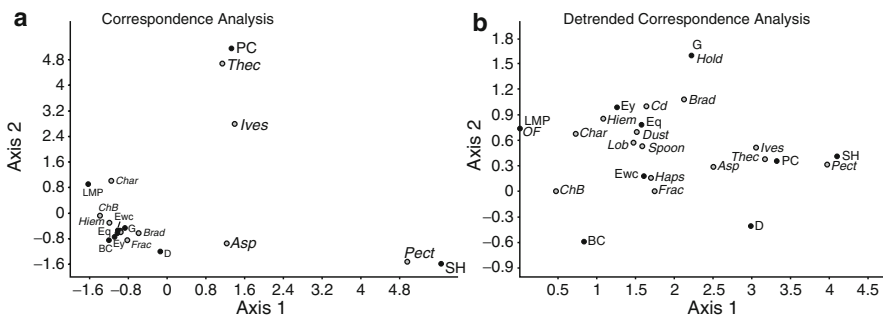 a
Correspondence Analysis
4.8
4.0
3.2
2.4
1.6
0.8
0
−0.8
−1.6
Axis 2
PC
Thec
Ives
Char
LMP
ChB
Hiem
Ewc
Eq
G
Brad
BC
Ey
Frac
D
Asp
Pect
SH
−1.6 −0.8 0 0.8 1.6 2.4 3.2 4.0 4.8
Axis 1
b
Detrended Correspondence Analysis
1.8
1.5
1.2
0.9
0.6
0.3
0
−0.3
−0.6
−0.9
Axis 2
G
Hold
Ey
Cd
Brad
LMP
OF
Hiem
Eq
Char
Dust
Lob
Spoon
Ives
Thec
PC
SH
Asp
Pect
Ewc
Haps
ChB
Frac
D
BC
0.5 1 1.5 2 2.5 3 3.5 4 4.5
Axis 1